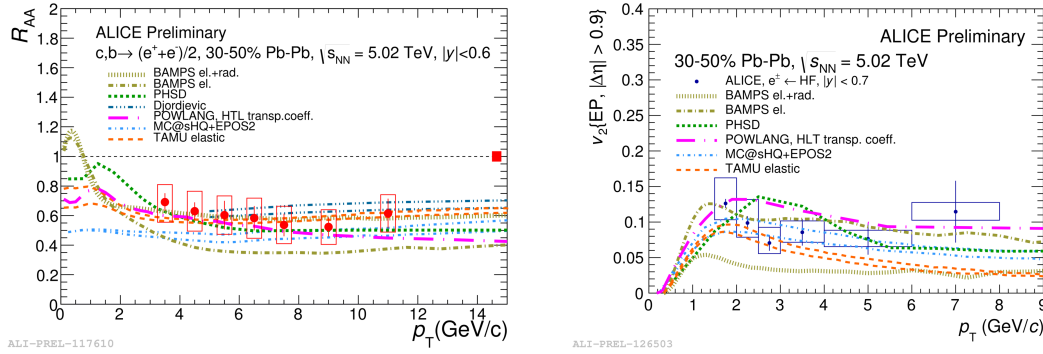 R_AA
ALICE Preliminary
c,b→ (e⁺+e⁻)/2, 30-50% Pb-Pb, √s_NN = 5.02 TeV, |y|<0.6
BAMPS el.+rad.
BAMPS el.
PHSD
Djordjevic
POWLANG, HTL transp.coeff.
MC@sHQ+EPOS2
TAMU elastic
2
1.8
1.6
1.4
1.2
1
0.8
0.6
0.4
0.2
0
0 2 4 6 8 10 12 14
p_T (GeV/c)
ALI-PREL-117610
v₂{EP, |Δη| > 0.9}
ALICE Preliminary
30-50% Pb-Pb, √s_NN = 5.02 TeV
ALICE, e± ← HF, |y| < 0.7
BAMPS el.+rad.
BAMPS el.
PHSD
POWLANG, HLT transp. coeff.
MC@sHQ+EPOS2
TAMU elastic
0.4
0.35
0.3
0.25
0.2
0.15
0.1
0.05
0
0 1 2 3 4 5 6 7 8 9
p_T (GeV/c)
ALI-PREL-126503